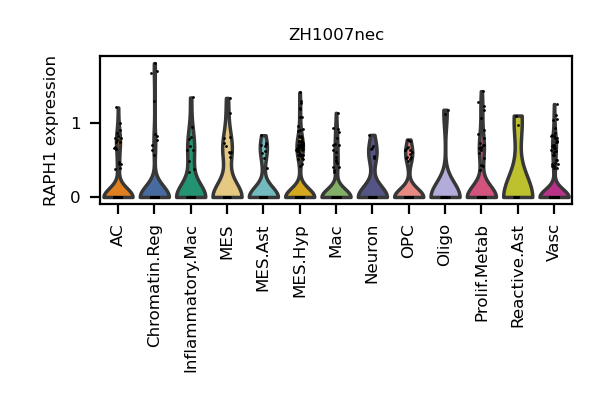 ZH1007nec
RAPH1 expression
1
0
AC
Chromatin.Reg
Inflammatory.Mac
MES
MES.Ast
MES.Hyp
Mac
Neuron
OPC
Oligo
Prolif.Metab
Reactive.Ast
Vasc